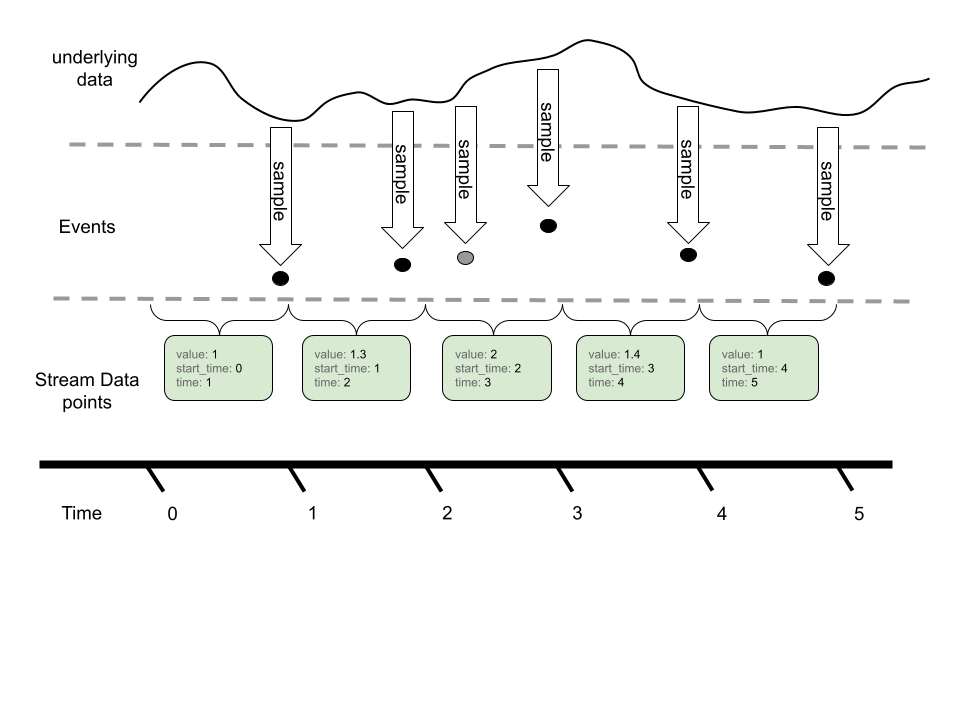 underlying
data
sample
sample
sample
sample
sample
sample
Events
value: 1
start_time: 0
time: 1
value: 1.3
start_time: 1
time: 2
value: 2
start_time: 2
time: 3
value: 1.4
start_time: 3
time: 4
value: 1
start_time: 4
time: 5
Stream Data
points
Time
0
1
2
3
4
5